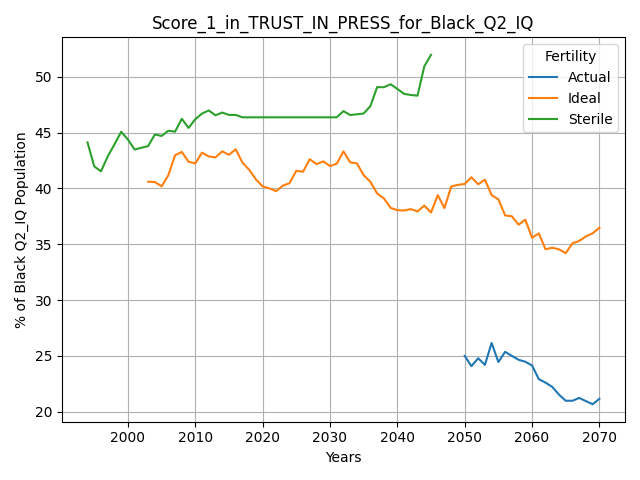 Score_1_in_TRUST_IN_PRESS_for_Black_Q2_IQ
Fertility
Actual
Ideal
Sterile
% of Black Q2_IQ Population
50
45
40
35
30
25
20
2000 2010 2020 2030 2040 2050 2060 2070
Years